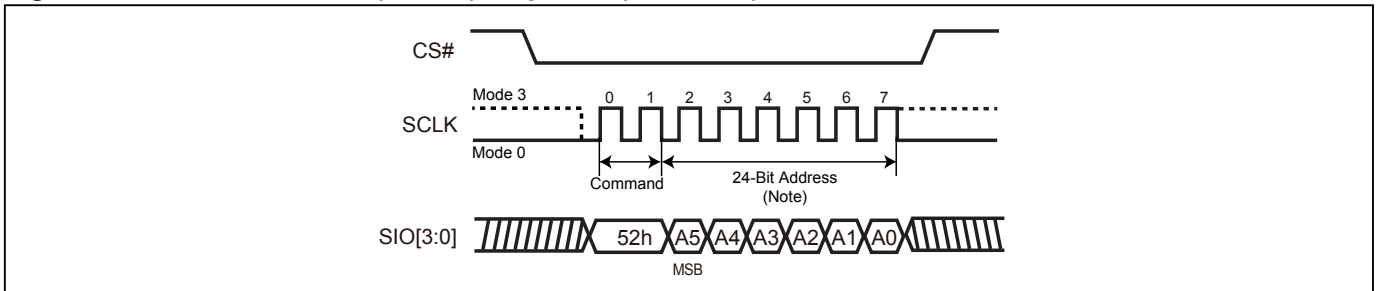 CS#
Mode 3
0 1 2 3 4 5 6 7
SCLK
Mode 0
Command
24-Bit Address
(Note)
SIO[3:0]
52h A5 A4 A3 A2 A1 A0
MSB